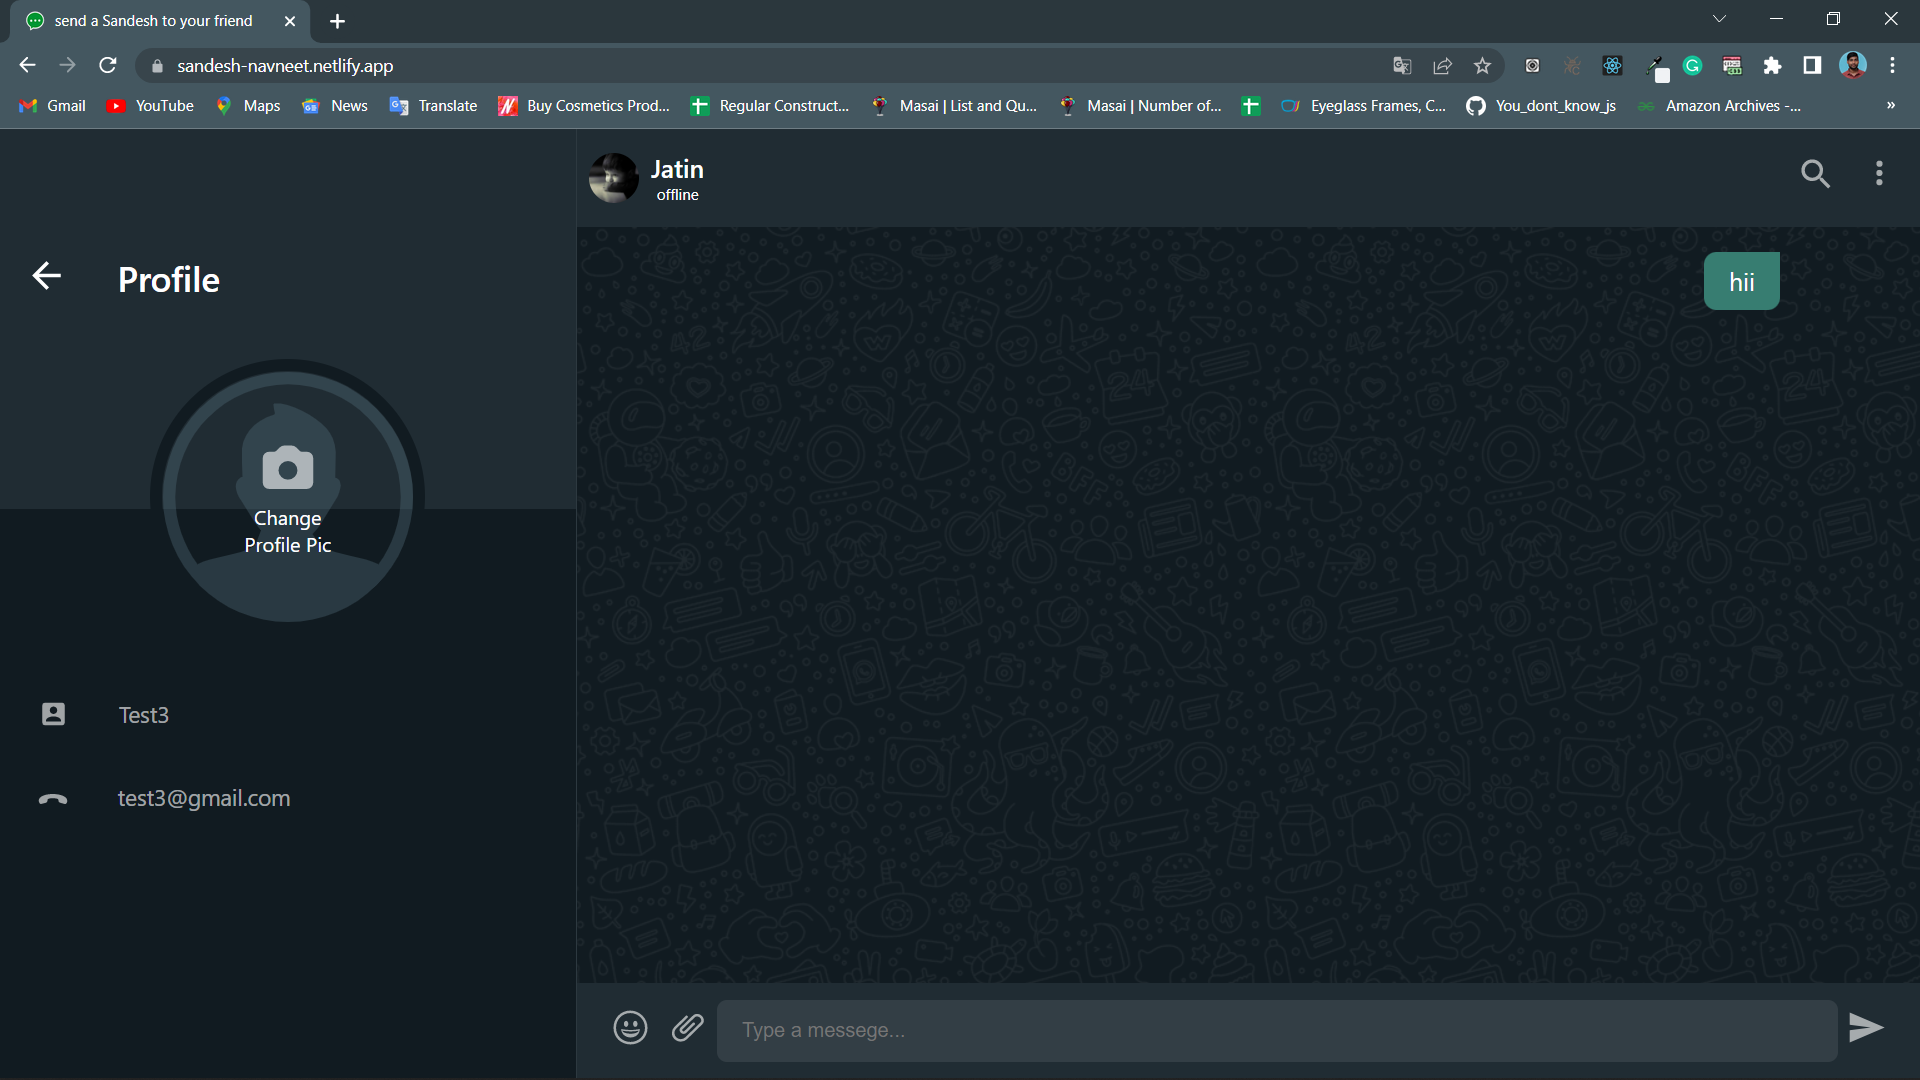 send a Sandesh to your friend
sandesh-navneet.netlify.app
Gmail YouTube Maps News Translate Buy Cosmetics Prod... Regular Construct... Masai | List and Qu... Masai | Number of... Eyeglass Frames, C... You_dont_know_js Amazon Archives -... »
Profile
Change
Profile Pic
Test3
test3@gmail.com
Jatin
offline
hii
Type a messege...